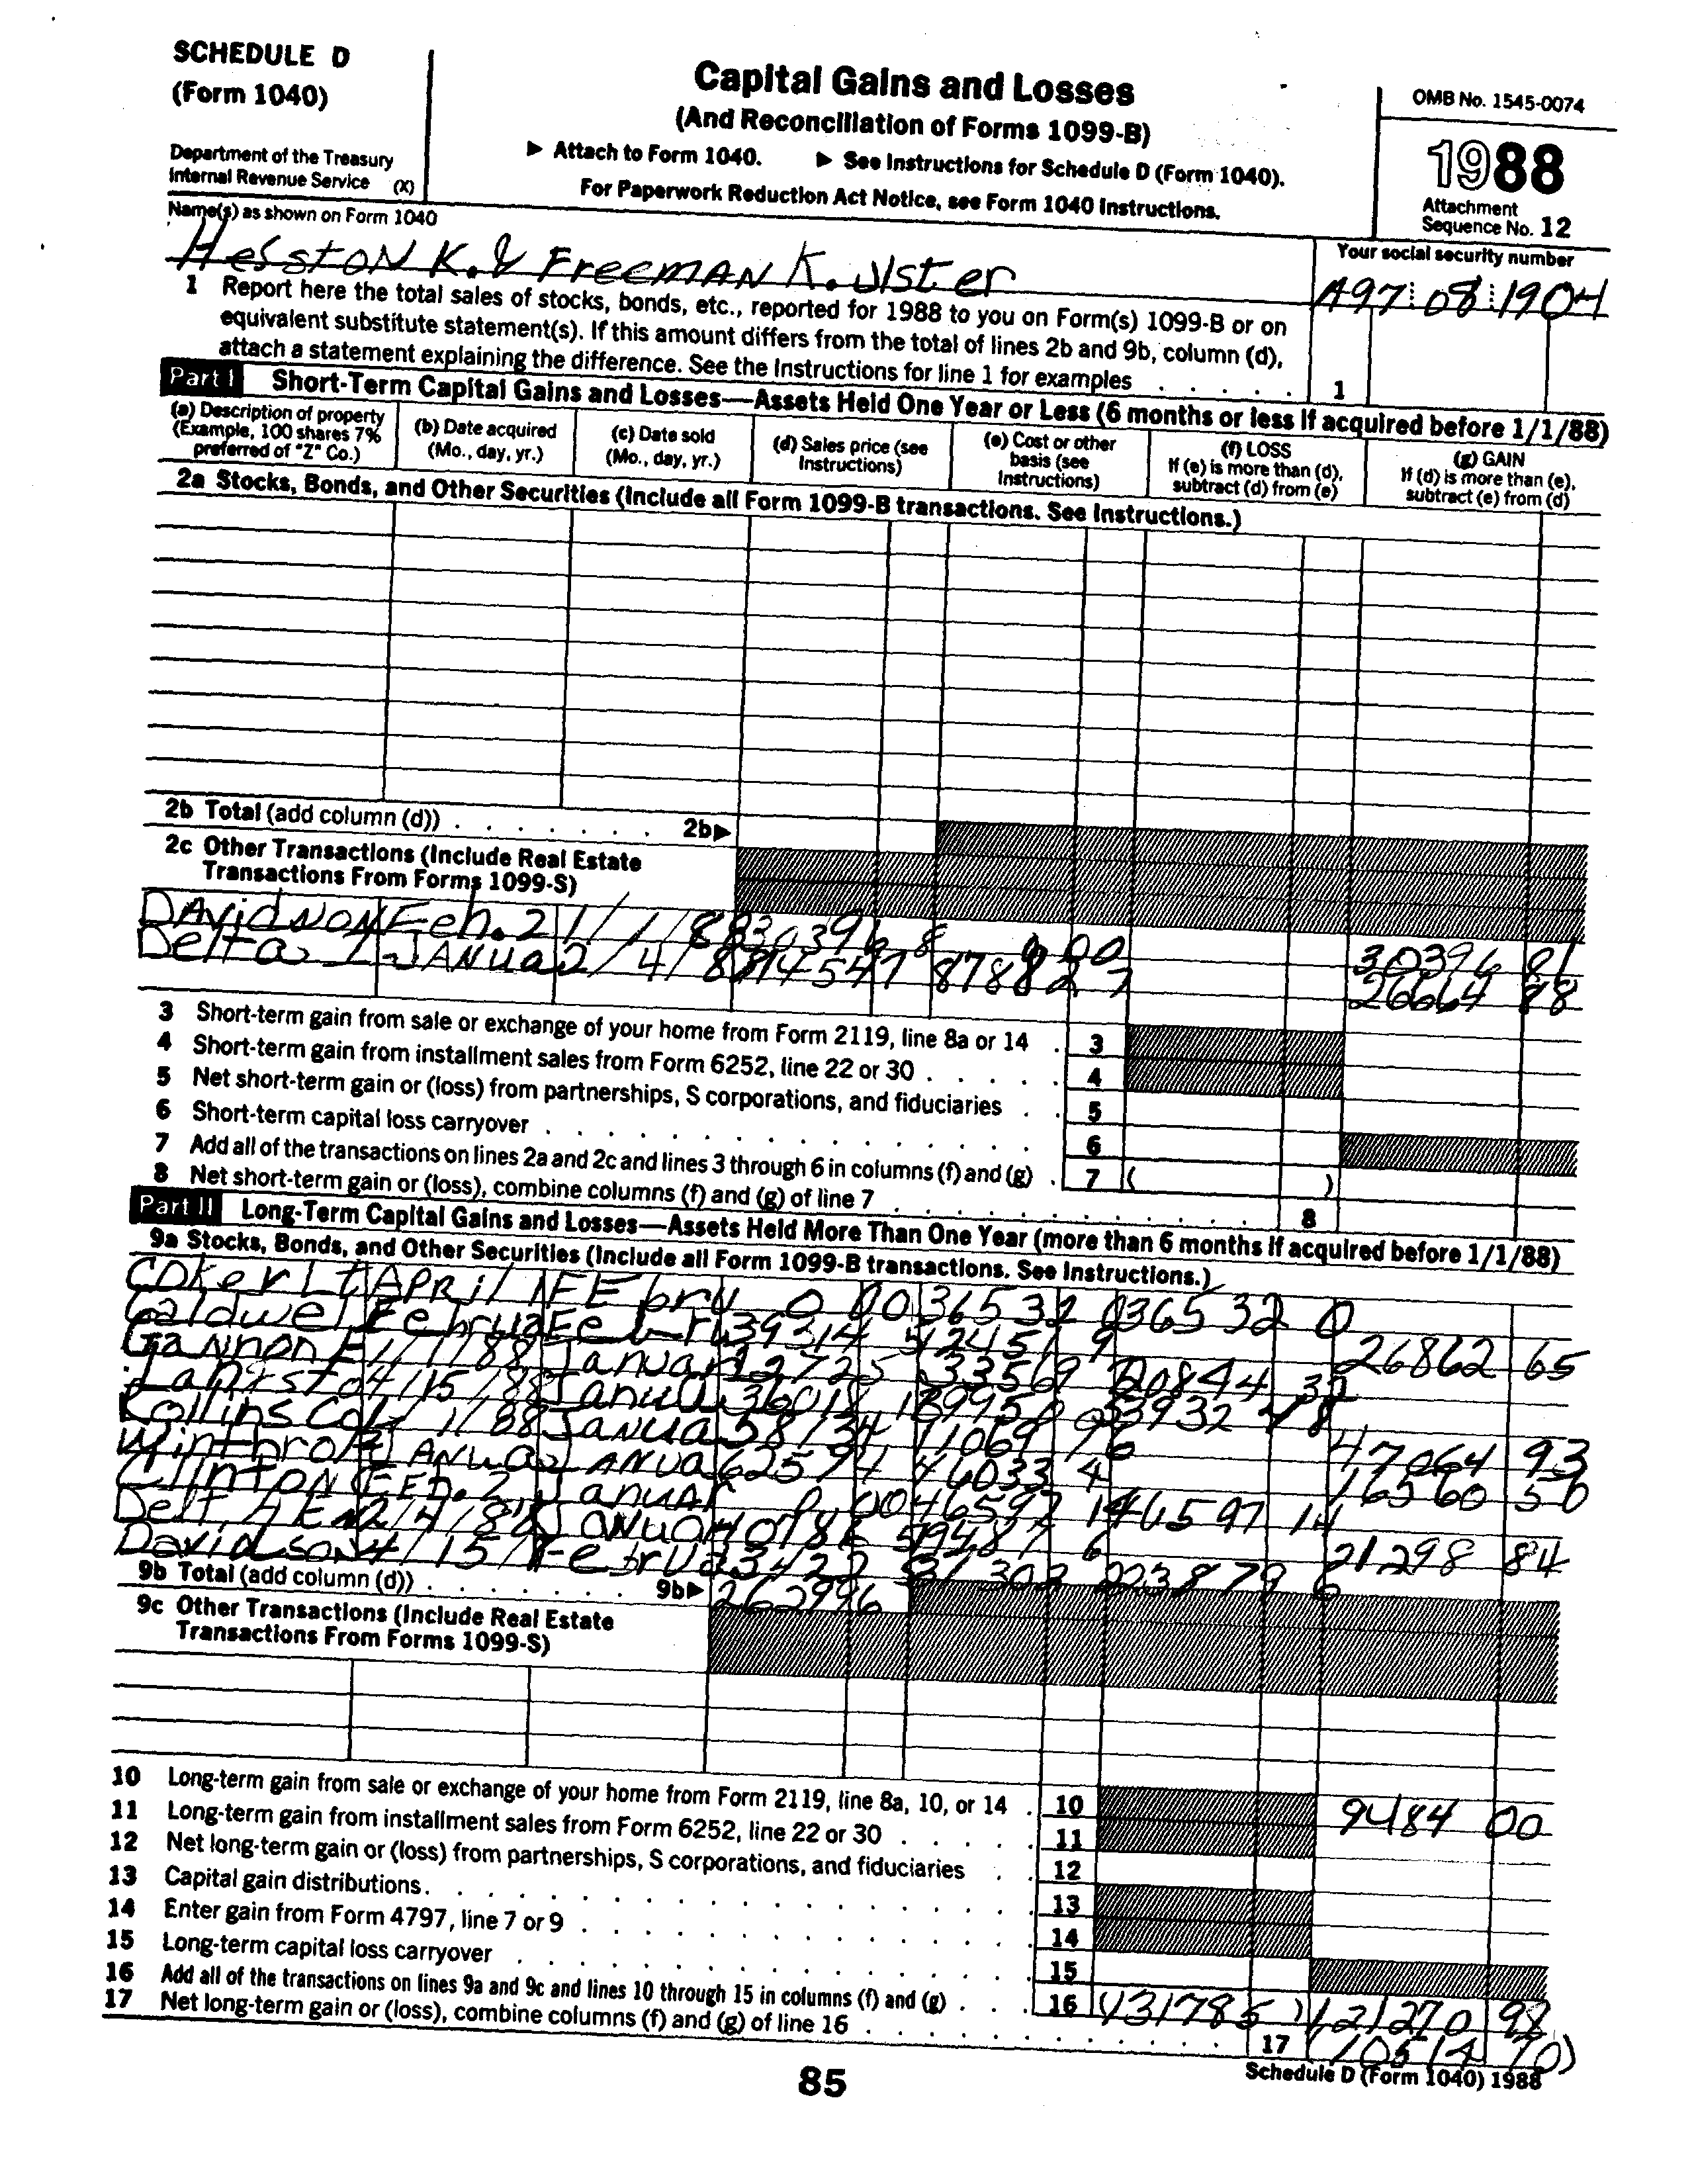 SCHEDULE D
(Form 1040)
Department of the Treasury
Internal Revenue Service (X)
Capital Gains and Losses
(And Reconciliation of Forms 1099-B)
▶ Attach to Form 1040. ▶ See Instructions for Schedule D (Form 1040).
For Paperwork Reduction Act Notice, see Form 1040 Instructions.
OMB No. 1545-0074
1988
Attachment
Sequence No. 12
Name(s) as shown on Form 1040
Your social security number
Hesston K. & Freeman K. Ulster
A97 08 1904
1 Report here the total sales of stocks, bonds, etc., reported for 1988 to you on Form(s) 1099-B or on
equivalent substitute statement(s). If this amount differs from the total of lines 2b and 9b, column (d),
attach a statement explaining the difference. See the Instructions for line 1 for examples . . . . . 1
Part I Short-Term Capital Gains and Losses—Assets Held One Year or Less (6 months or less if acquired before 1/1/88)
(a) Description of property (Example, 100 shares 7% preferred of "Z" Co.)
(b) Date acquired (Mo., day, yr.)
(c) Date sold (Mo., day, yr.)
(d) Sales price (see Instructions)
(e) Cost or other basis (see Instructions)
(f) LOSS If (e) is more than (d), subtract (d) from (e)
(g) GAIN If (d) is more than (e), subtract (e) from (d)
2a Stocks, Bonds, and Other Securities (Include all Form 1099-B transactions. See Instructions.)
2b Total (add column (d)) . . . . . . . 2b▶
2c Other Transactions (Include Real Estate
Transactions From Forms 1099-S)
Davidson Feb. 2 1/1/88 30396 8 0 00 30396 81
Delta I Janua 2/4/88 26664 88
3 Short-term gain from sale or exchange of your home from Form 2119, line 8a or 14 . 3
4 Short-term gain from installment sales from Form 6252, line 22 or 30 . . . . . 4
5 Net short-term gain or (loss) from partnerships, S corporations, and fiduciaries . . 5
6 Short-term capital loss carryover . . . . . . . . . . . . . . . 6
7 Add all of the transactions on lines 2a and 2c and lines 3 through 6 in columns (f) and (g) . 7 ( )
8 Net short-term gain or (loss), combine columns (f) and (g) of line 7 . . . . . . . . . . . . 8
Part II Long-Term Capital Gains and Losses—Assets Held More Than One Year (more than 6 months if acquired before 1/1/88)
9a Stocks, Bonds, and Other Securities (Include all Form 1099-B transactions. See Instructions.)
Coker Lt April 1 Febru 0 00 36532 0 36532 0
Caldwel Februa Februa 39314 5 12451 9 26862 65
Gannon E 1/1/88 Januar 12725 33569 20844 32
4/15/88 Janua 36018 53932 48
Kollins Co 1/1/88 Janua 58134 11069 76 47064 93
Winthro Janua Janua 62594 46033 4 16560 50
Clinton Feb. 2 Januar 0 00 46597 1 46597 14
Delt A En 2/4/88 Janua 21298 84
Davidson 4/15/8 Februa 3422 23879 6
9b Total (add column (d)) . . . . . . . 9b▶ 262996
9c Other Transactions (Include Real Estate
Transactions From Forms 1099-S)
10 Long-term gain from sale or exchange of your home from Form 2119, line 8a, 10, or 14 . 10 9484 00
11 Long-term gain from installment sales from Form 6252, line 22 or 30 . . . . . 11
12 Net long-term gain or (loss) from partnerships, S corporations, and fiduciaries . . 12
13 Capital gain distributions . . . . . . . . . . . . . . . . 13
14 Enter gain from Form 4797, line 7 or 9 . . . . . . . . . . . . 14
15 Long-term capital loss carryover . . . . . . . . . . . . . . 15
16 Add all of the transactions on lines 9a and 9c and lines 10 through 15 in columns (f) and (g) . . . 16 (131785 ) 121270 92
17 Net long-term gain or (loss), combine columns (f) and (g) of line 16 . . . . . . . . . . . . 17 (10514 70)
85
Schedule D (Form 1040) 1988